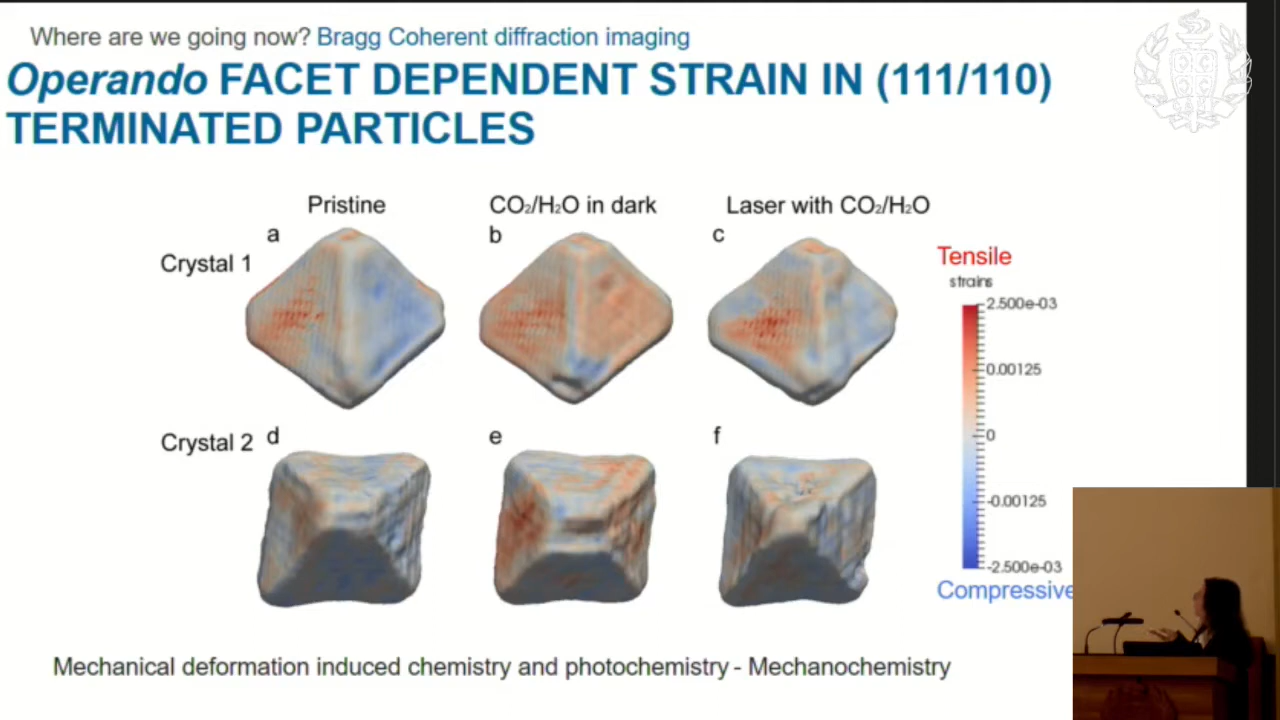 Where are we going now? Bragg Coherent diffraction imaging
Operando FACET DEPENDENT STRAIN IN (111/110)
TERMINATED PARTICLES
Pristine
CO₂/H₂O in dark
Laser with CO₂/H₂O
a
b
c
Crystal 1
Tensile
strains
2.500e-03
0.00125
0
-0.00125
-2.500e-03
Compressive
Crystal 2
d
e
f
Mechanical deformation induced chemistry and photochemistry - Mechanochemistry